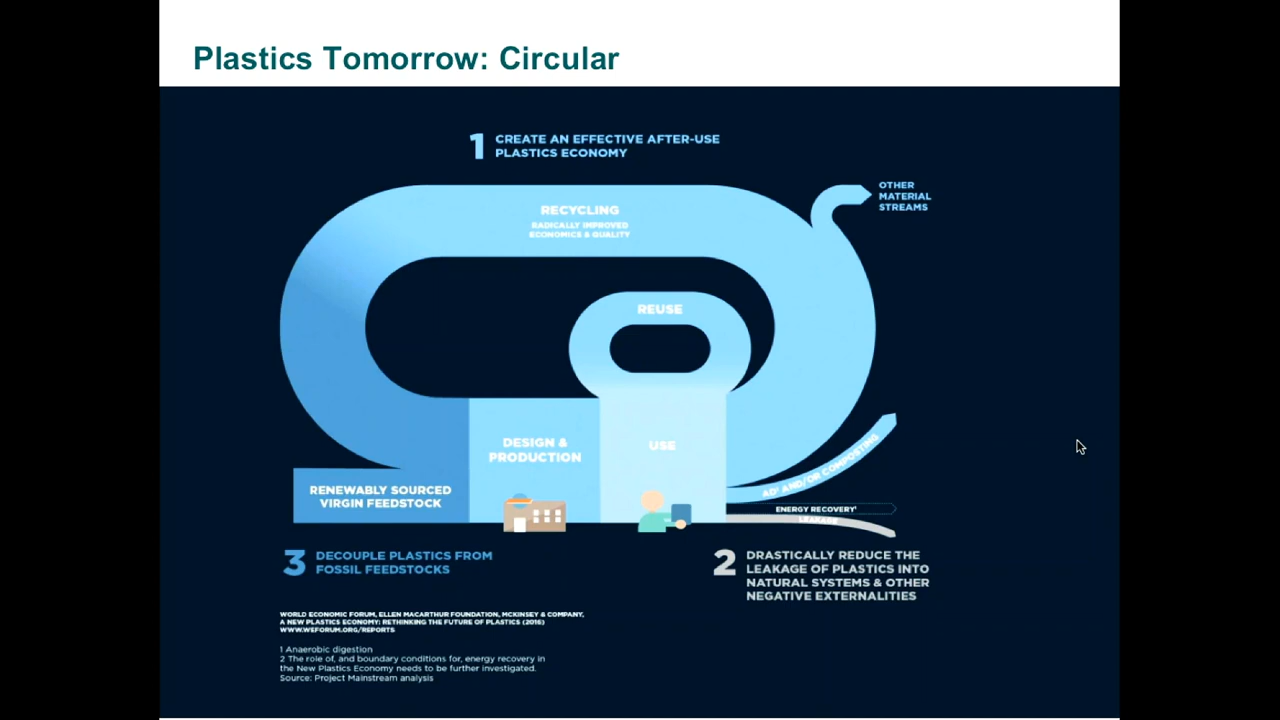 Plastics Tomorrow: Circular
1 CREATE AN EFFECTIVE AFTER-USE
PLASTICS ECONOMY
OTHER
MATERIAL
STREAMS
RECYCLING
RADICALLY IMPROVED
ECONOMICS & QUALITY
REUSE
DESIGN &
PRODUCTION
USE
RENEWABLY SOURCED
VIRGIN FEEDSTOCK
AD¹ AND/OR COMPOSTING
ENERGY RECOVERY¹
LEAKAGE
3 DECOUPLE PLASTICS FROM
FOSSIL FEEDSTOCKS
2 DRASTICALLY REDUCE THE
LEAKAGE OF PLASTICS INTO
NATURAL SYSTEMS & OTHER
NEGATIVE EXTERNALITIES
WORLD ECONOMIC FORUM, ELLEN MACARTHUR FOUNDATION, MCKINSEY & COMPANY,
A NEW PLASTICS ECONOMY: RETHINKING THE FUTURE OF PLASTICS (2016)
WWW.WEFORUM.ORG/REPORTS
1 Anaerobic digestion
2 The role of, and boundary conditions for, energy recovery in
the New Plastics Economy needs to be further investigated.
Source: Project Mainstream analysis